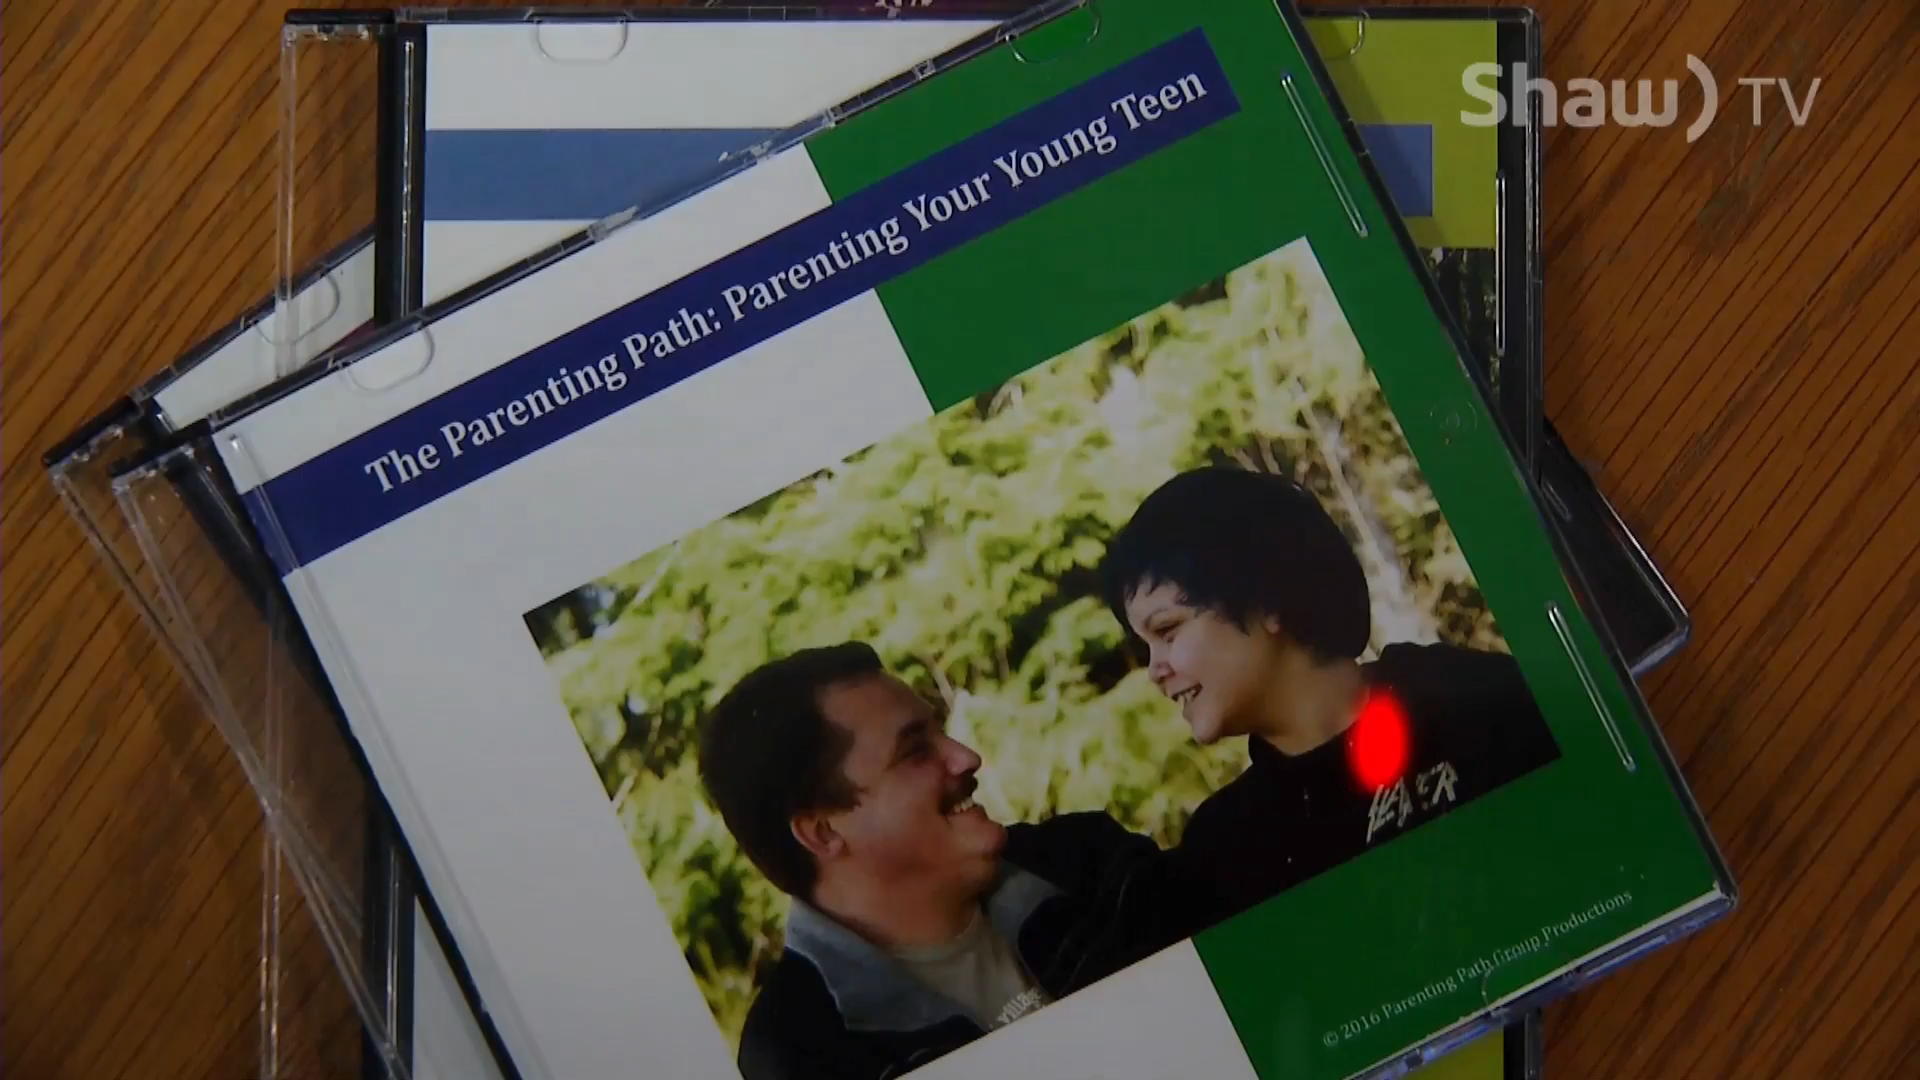 Shaw) TV
The Parenting Path: Parenting Your Young Teen
© 2016 Parenting Path Group Productions